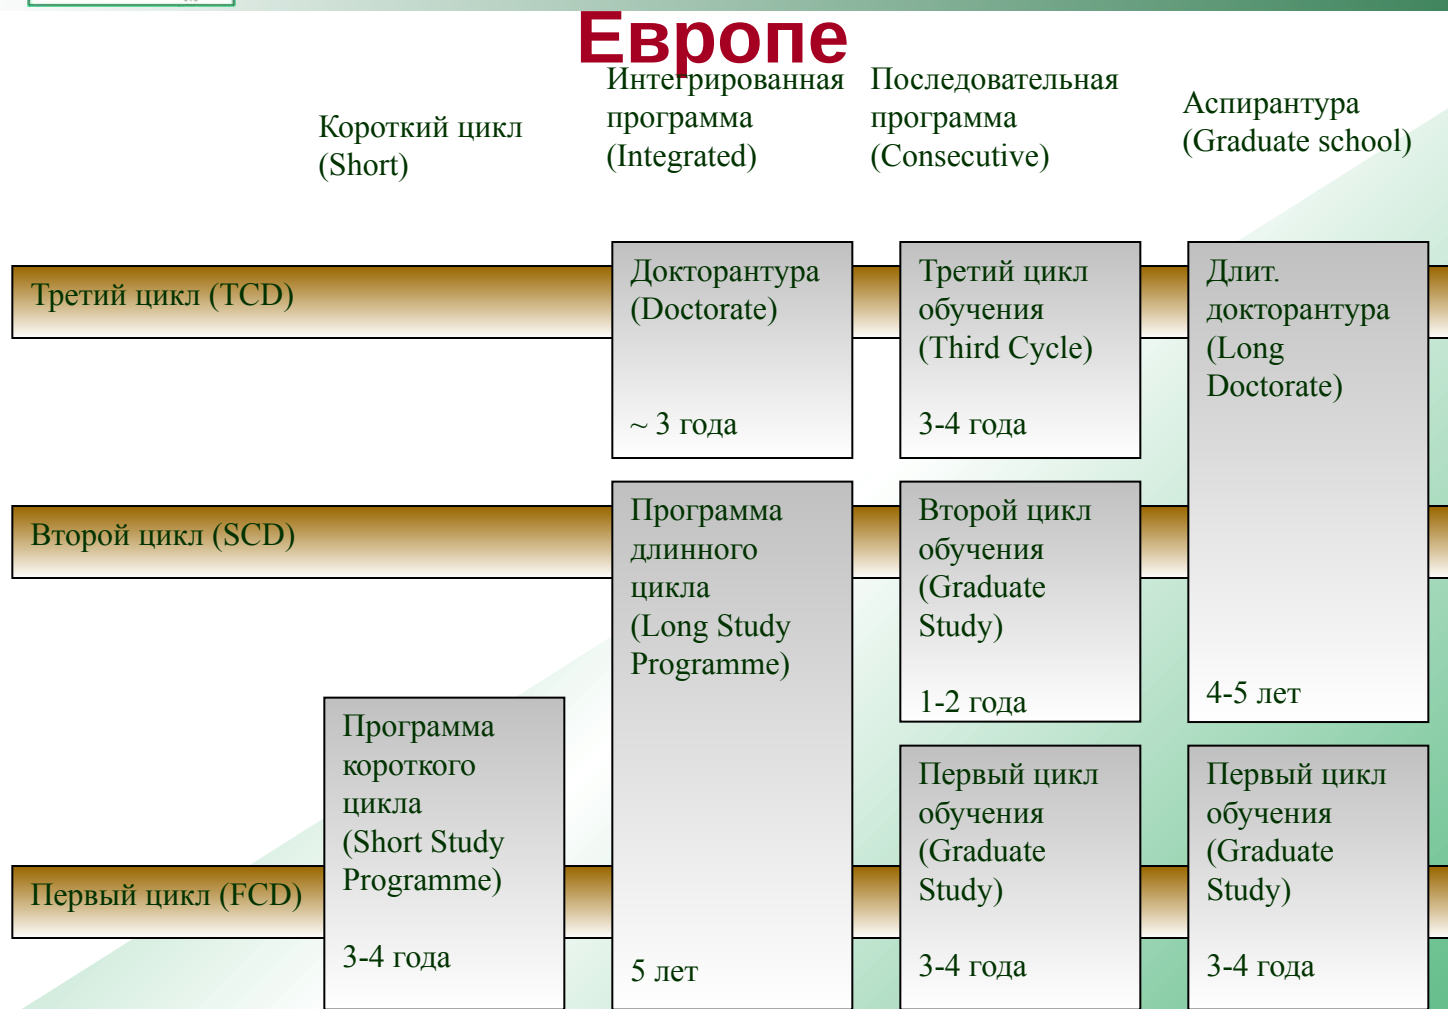 Европе
Короткий цикл
(Short)
Интегрированная
программа
(Integrated)
Последовательная
программа
(Consecutive)
Аспирантура
(Graduate school)
Третий цикл (TCD)
Докторантура
(Doctorate)
~ 3 года
Третий цикл
обучения
(Third Cycle)
3-4 года
Длит.
докторантура
(Long
Doctorate)
4-5 лет
Второй цикл (SCD)
Программа
длинного
цикла
(Long Study
Programme)
5 лет
Второй цикл
обучения
(Graduate
Study)
1-2 года
Первый цикл (FCD)
Программа
короткого
цикла
(Short Study
Programme)
3-4 года
Первый цикл
обучения
(Graduate
Study)
3-4 года
Первый цикл
обучения
(Graduate
Study)
3-4 года